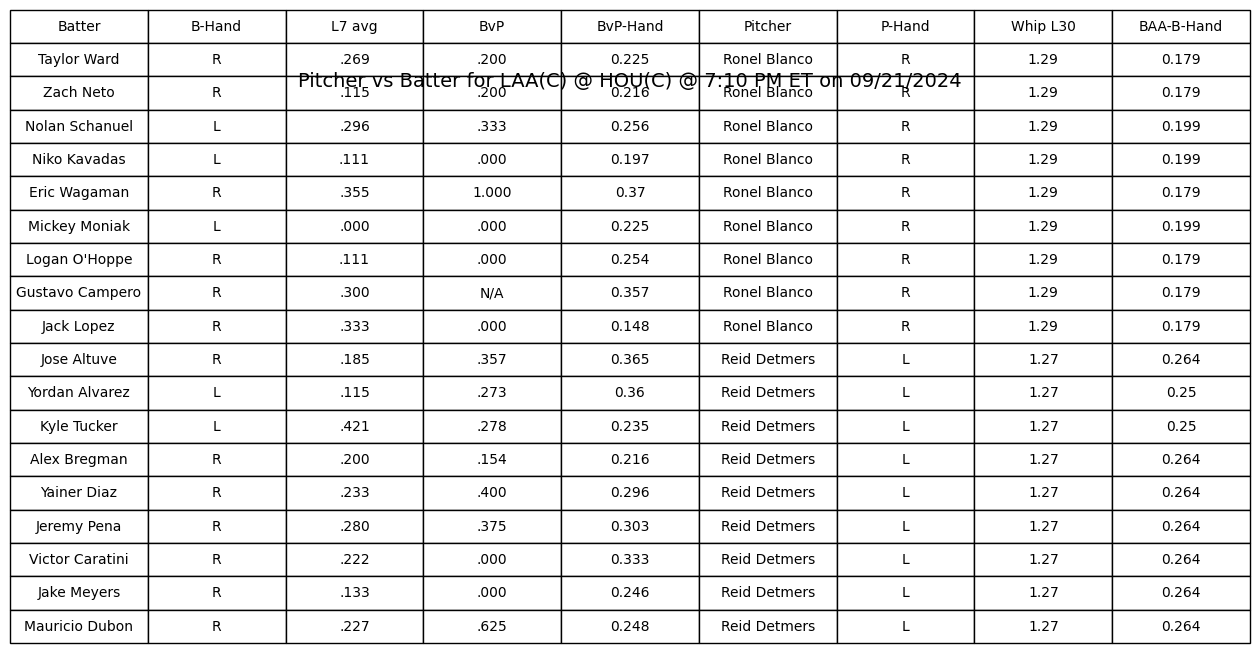 Batter B-Hand L7 avg BvP BvP-Hand Pitcher P-Hand Whip L30 BAA-B-Hand
Taylor Ward R .269 .200 0.225 Ronel Blanco R 1.29 0.179
Pitcher vs Batter for LAA(C) @ HOU(C) @ 7:10 PM ET on 09/21/2024
Zach Neto R .115 .200 0.216 Ronel Blanco R 1.29 0.179
Nolan Schanuel L .296 .333 0.256 Ronel Blanco R 1.29 0.199
Niko Kavadas L .111 .000 0.197 Ronel Blanco R 1.29 0.199
Eric Wagaman R .355 1.000 0.37 Ronel Blanco R 1.29 0.179
Mickey Moniak L .000 .000 0.225 Ronel Blanco R 1.29 0.199
Logan O'Hoppe R .111 .000 0.254 Ronel Blanco R 1.29 0.179
Gustavo Campero R .300 N/A 0.357 Ronel Blanco R 1.29 0.179
Jack Lopez R .333 .000 0.148 Ronel Blanco R 1.29 0.179
Jose Altuve R .185 .357 0.365 Reid Detmers L 1.27 0.264
Yordan Alvarez L .115 .273 0.36 Reid Detmers L 1.27 0.25
Kyle Tucker L .421 .278 0.235 Reid Detmers L 1.27 0.25
Alex Bregman R .200 .154 0.216 Reid Detmers L 1.27 0.264
Yainer Diaz R .233 .400 0.296 Reid Detmers L 1.27 0.264
Jeremy Pena R .280 .375 0.303 Reid Detmers L 1.27 0.264
Victor Caratini R .222 .000 0.333 Reid Detmers L 1.27 0.264
Jake Meyers R .133 .000 0.246 Reid Detmers L 1.27 0.264
Mauricio Dubon R .227 .625 0.248 Reid Detmers L 1.27 0.264